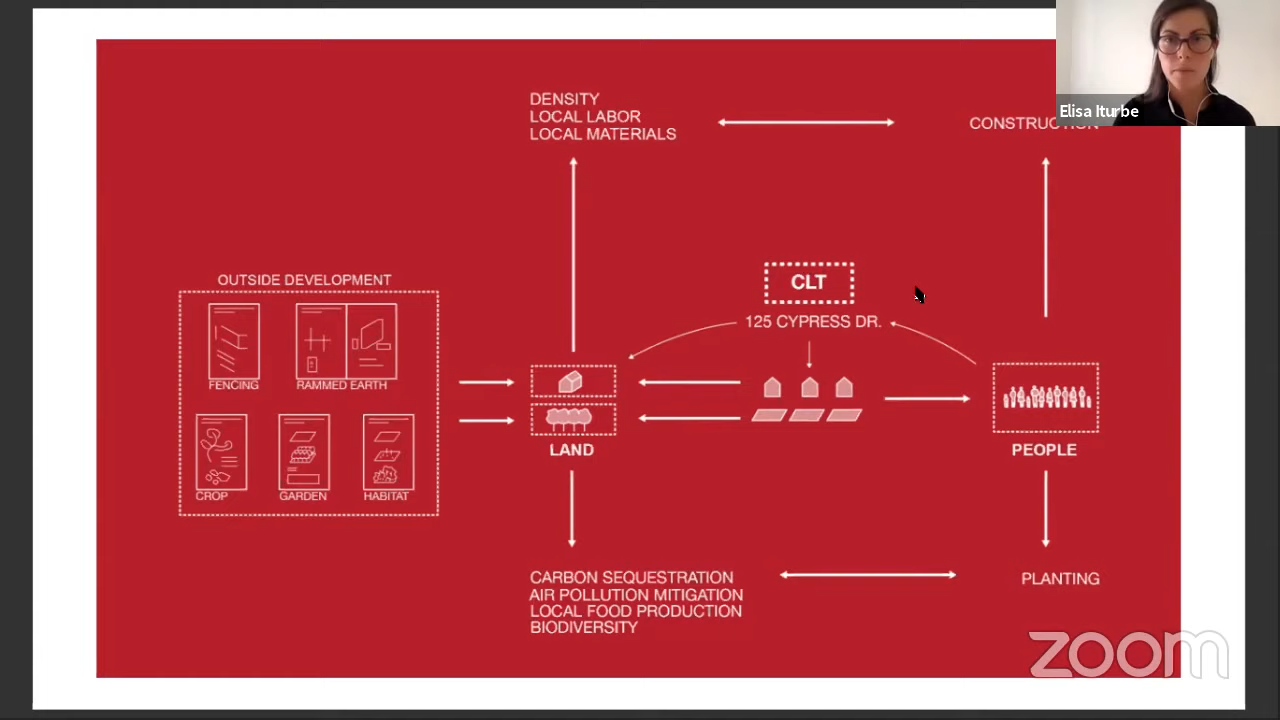 Elisa Iturbe
DENSITY
LOCAL LABOR
LOCAL MATERIALS
CONSTRUCTION
OUTSIDE DEVELOPMENT
FENCING
RAMMED EARTH
CROP
GARDEN
HABITAT
CLT
125 CYPRESS DR.
LAND
PEOPLE
CARBON SEQUESTRATION
AIR POLLUTION MITIGATION
LOCAL FOOD PRODUCTION
BIODIVERSITY
PLANTING
zoom